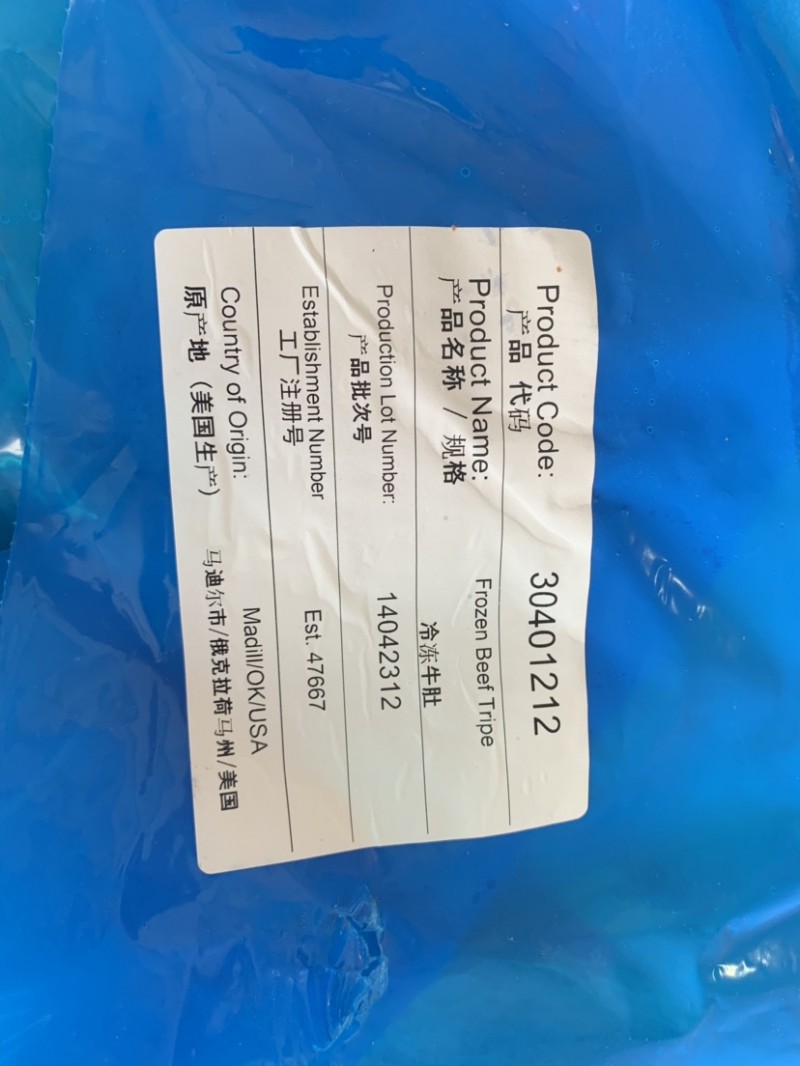 Product Code: 30401212
产品 代码
Product Name: Frozen Beef Tripe
产品名称 / 规格 冷冻牛肚
Production Lot Number: 14042312
产品批次号
Establishment Number Est. 47667
工厂注册号
Country of Origin: Madill/OK/USA
原产地（美国生产） 马迪尔市/俄克拉荷马州/美国